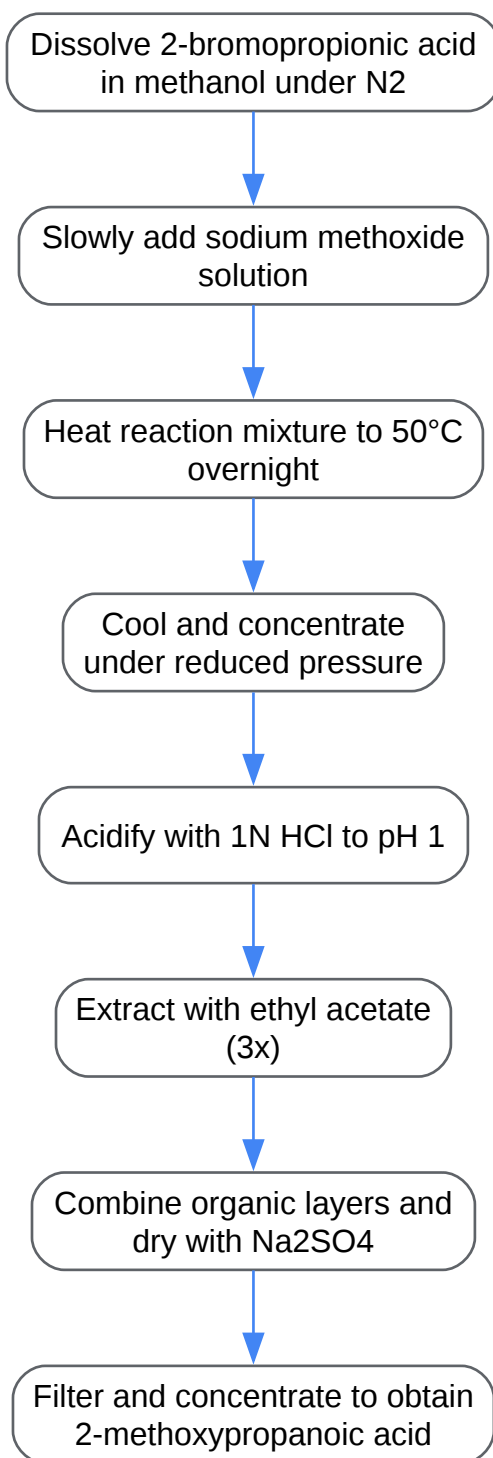 Dissolve 2-bromopropionic acid
in methanol under N2
Slowly add sodium methoxide
solution
Heat reaction mixture to 50°C
overnight
Cool and concentrate
under reduced pressure
Acidify with 1N HCl to pH 1
Extract with ethyl acetate
(3x)
Combine organic layers and
dry with Na2SO4
Filter and concentrate to obtain
2-methoxypropanoic acid